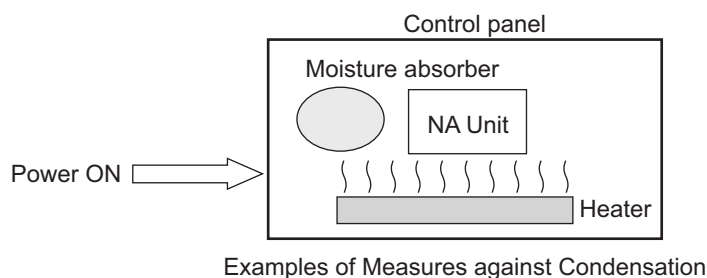 Control panel
Moisture absorber
NA Unit
Power ON
Heater
Examples of Measures against Condensation